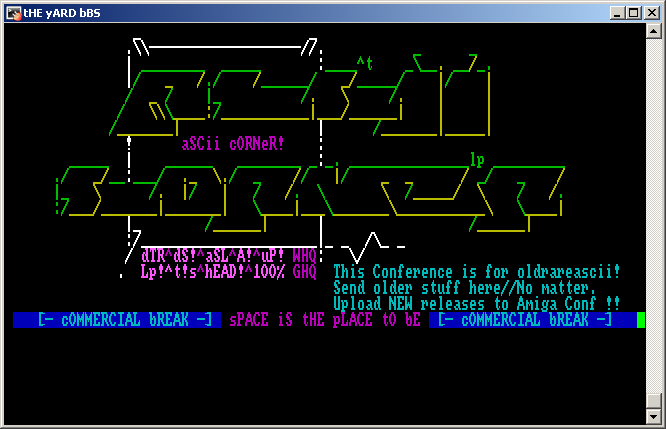 tHE yARD bBS
^t
aSCii
aSCii cORNeR!
lp
dTR^dS!^aSL^A!^uP! WHQ
Lp!^t!s^hEAD!^100% GHQ
This Conference is for oldrareascii!
Send older stuff here//No matter.
Upload NEW releases to Amiga Conf !!
[- cOMMERCIAL bREAK -] sPACE iS tHE pLACE tO bE [- cOMMERCIAL bREAK -]